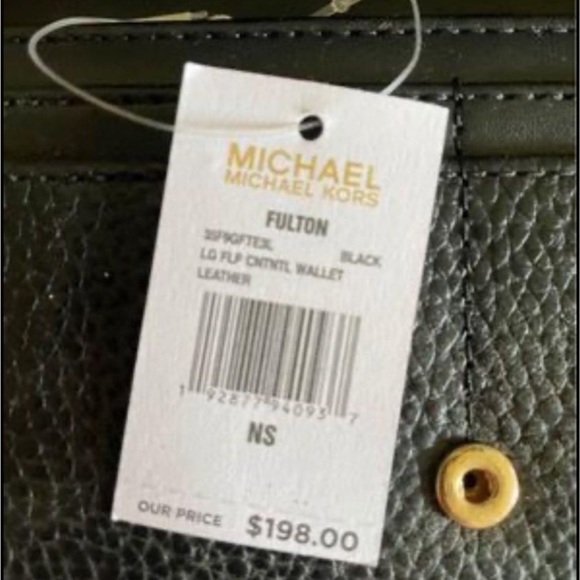 MICHAEL
MICHAEL KORS
FULTON
35F9GFTE3L BLACK
LG FLP CNTNTL WALLET
LEATHER
1 92877 94093 7
NS
OUR PRICE $198.00